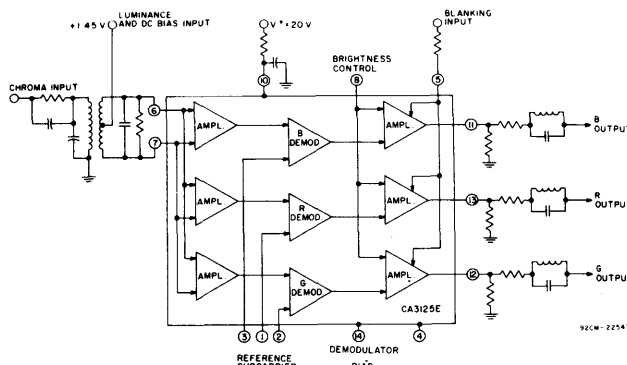 LUMINANCE
AND DC BIAS INPUT
+1.45 V
V⁺=20 V
BLANKING
INPUT
BRIGHTNESS
CONTROL
CHROMA INPUT
10
8
5
6
7
AMPL.
B
DEMOD
AMPL.
11
B
OUTPUT
AMPL.
R
DEMOD
AMPL.
13
R
OUTPUT
AMPL.
G
DEMOD
AMPL.
12
G
OUTPUT
CA3125E
3
1
2
14
4
92CM-2254
REFERENCE
SUBCARRIER
DEMODULATOR
BIAS